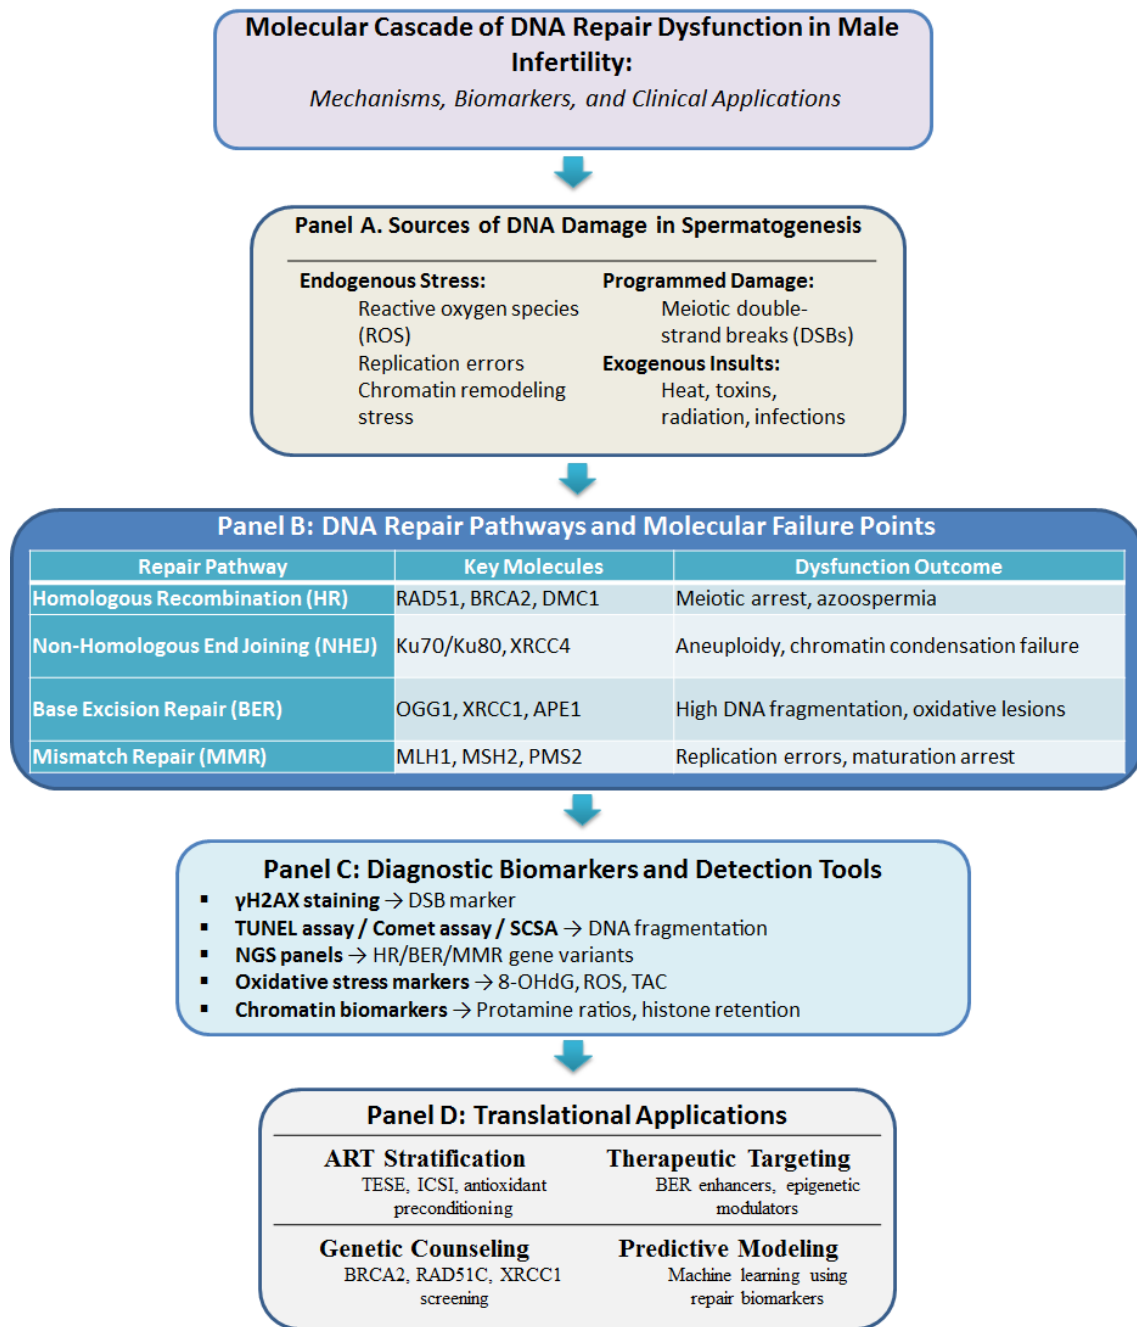 Molecular Cascade of DNA Repair Dysfunction in Male
Infertility:
Mechanisms, Biomarkers, and Clinical Applications
Panel A. Sources of DNA Damage in Spermatogenesis
Endogenous Stress:
Reactive oxygen species
(ROS)
Replication errors
Chromatin remodeling
stress
Programmed Damage:
Meiotic double-
strand breaks (DSBs)
Exogenous Insults:
Heat, toxins,
radiation, infections
Panel B: DNA Repair Pathways and Molecular Failure Points
Repair Pathway Key Molecules Dysfunction Outcome
Homologous Recombination (HR) RAD51, BRCA2, DMC1 Meiotic arrest, azoospermia
Non-Homologous End Joining (NHEJ) Ku70/Ku80, XRCC4 Aneuploidy, chromatin condensation failure
Base Excision Repair (BER) OGG1, XRCC1, APE1 High DNA fragmentation, oxidative lesions
Mismatch Repair (MMR) MLH1, MSH2, PMS2 Replication errors, maturation arrest
Panel C: Diagnostic Biomarkers and Detection Tools
▪ γH2AX staining → DSB marker
▪ TUNEL assay / Comet assay / SCSA → DNA fragmentation
▪ NGS panels → HR/BER/MMR gene variants
▪ Oxidative stress markers → 8-OHdG, ROS, TAC
▪ Chromatin biomarkers → Protamine ratios, histone retention
Panel D: Translational Applications
ART Stratification
TESE, ICSI, antioxidant
preconditioning
Therapeutic Targeting
BER enhancers, epigenetic
modulators
Genetic Counseling
BRCA2, RAD51C, XRCC1
screening
Predictive Modeling
Machine learning using
repair biomarkers